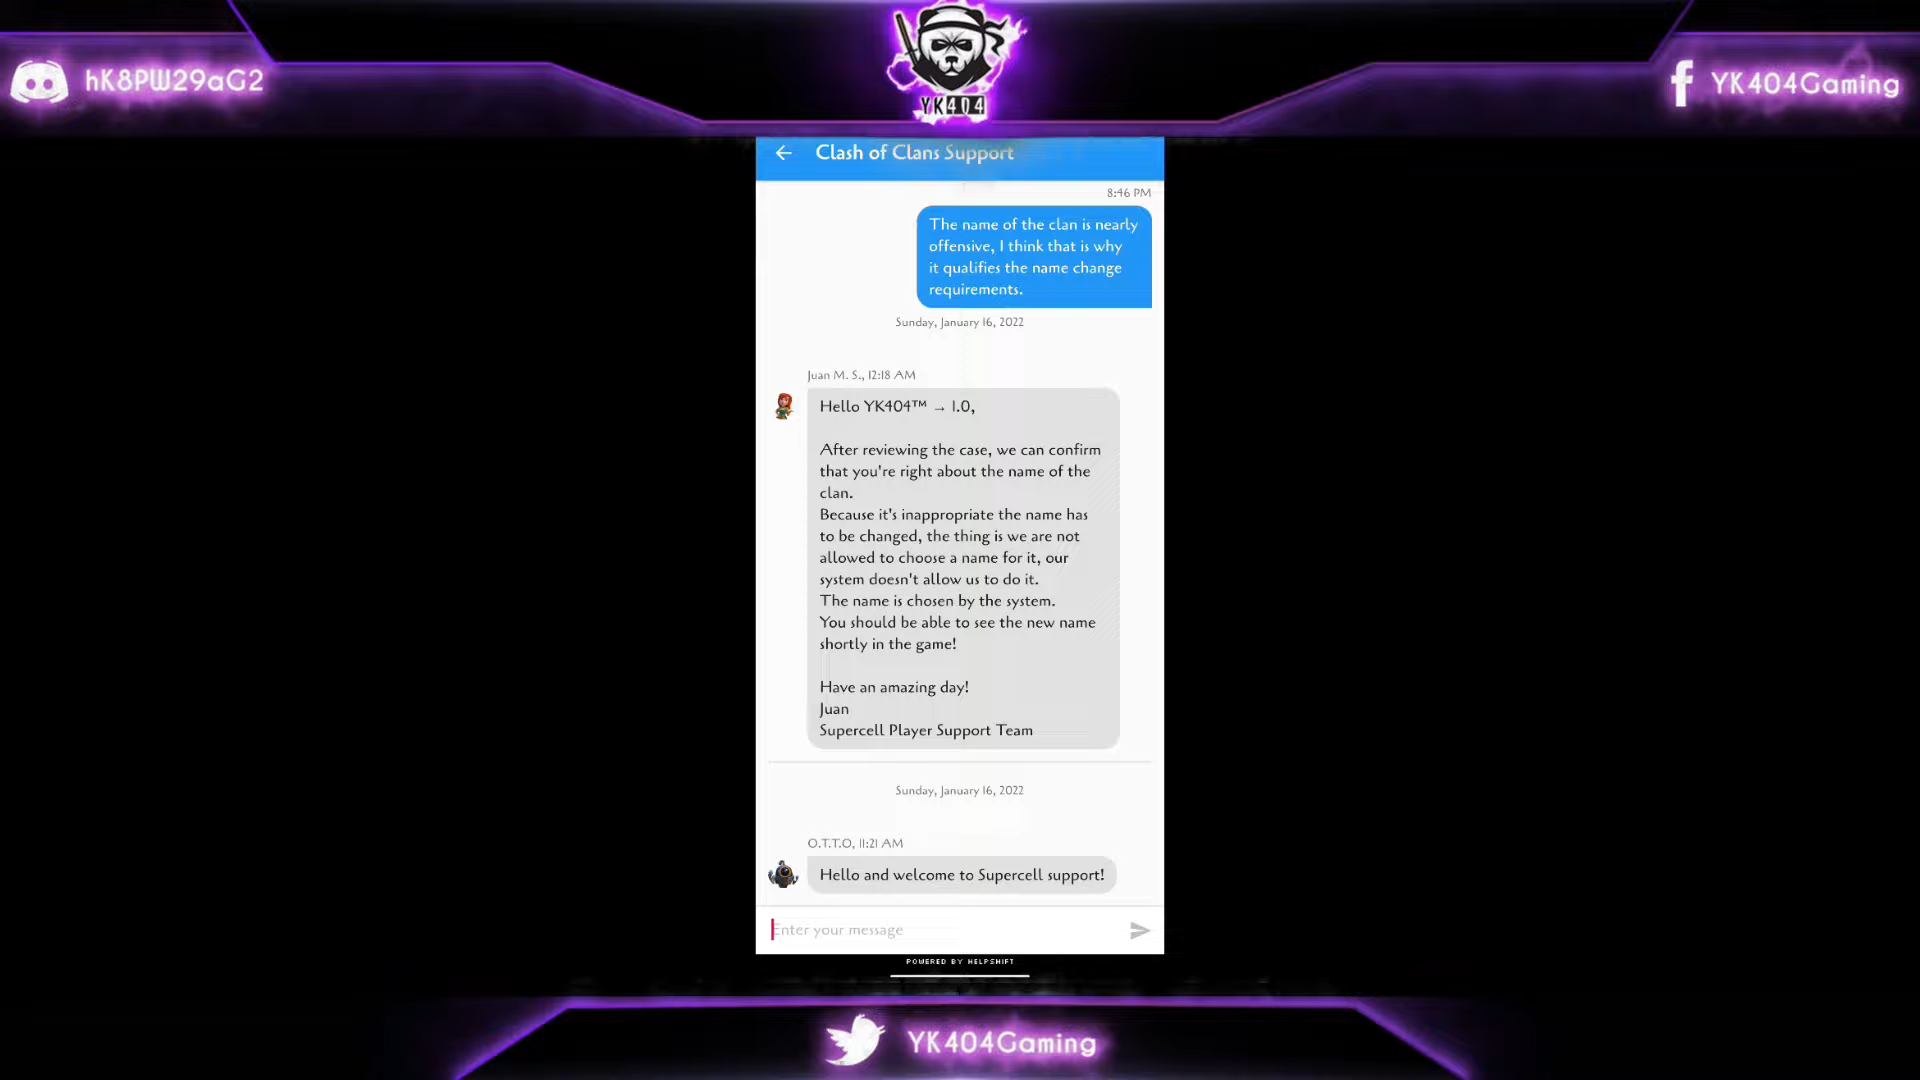 hK8PW29aG2
YK404
YK404Gaming
Clash of Clans Support
8:46 PM
The name of the clan is nearly
offensive, I think that is why
it qualifies the name change
requirements.
Sunday, January 16, 2022
Juan M. S., 12:18 AM
Hello YK404™ → 1.0,
After reviewing the case, we can confirm
that you're right about the name of the
clan.
Because it's inappropriate the name has
to be changed, the thing is we are not
allowed to choose a name for it, our
system doesn't allow us to do it.
The name is chosen by the system.
You should be able to see the new name
shortly in the game!
Have an amazing day!
Juan
Supercell Player Support Team
Sunday, January 16, 2022
O.T.T.O, 11:21 AM
Hello and welcome to Supercell support!
Enter your message
POWERED BY HELPSHIFT
YK404Gaming